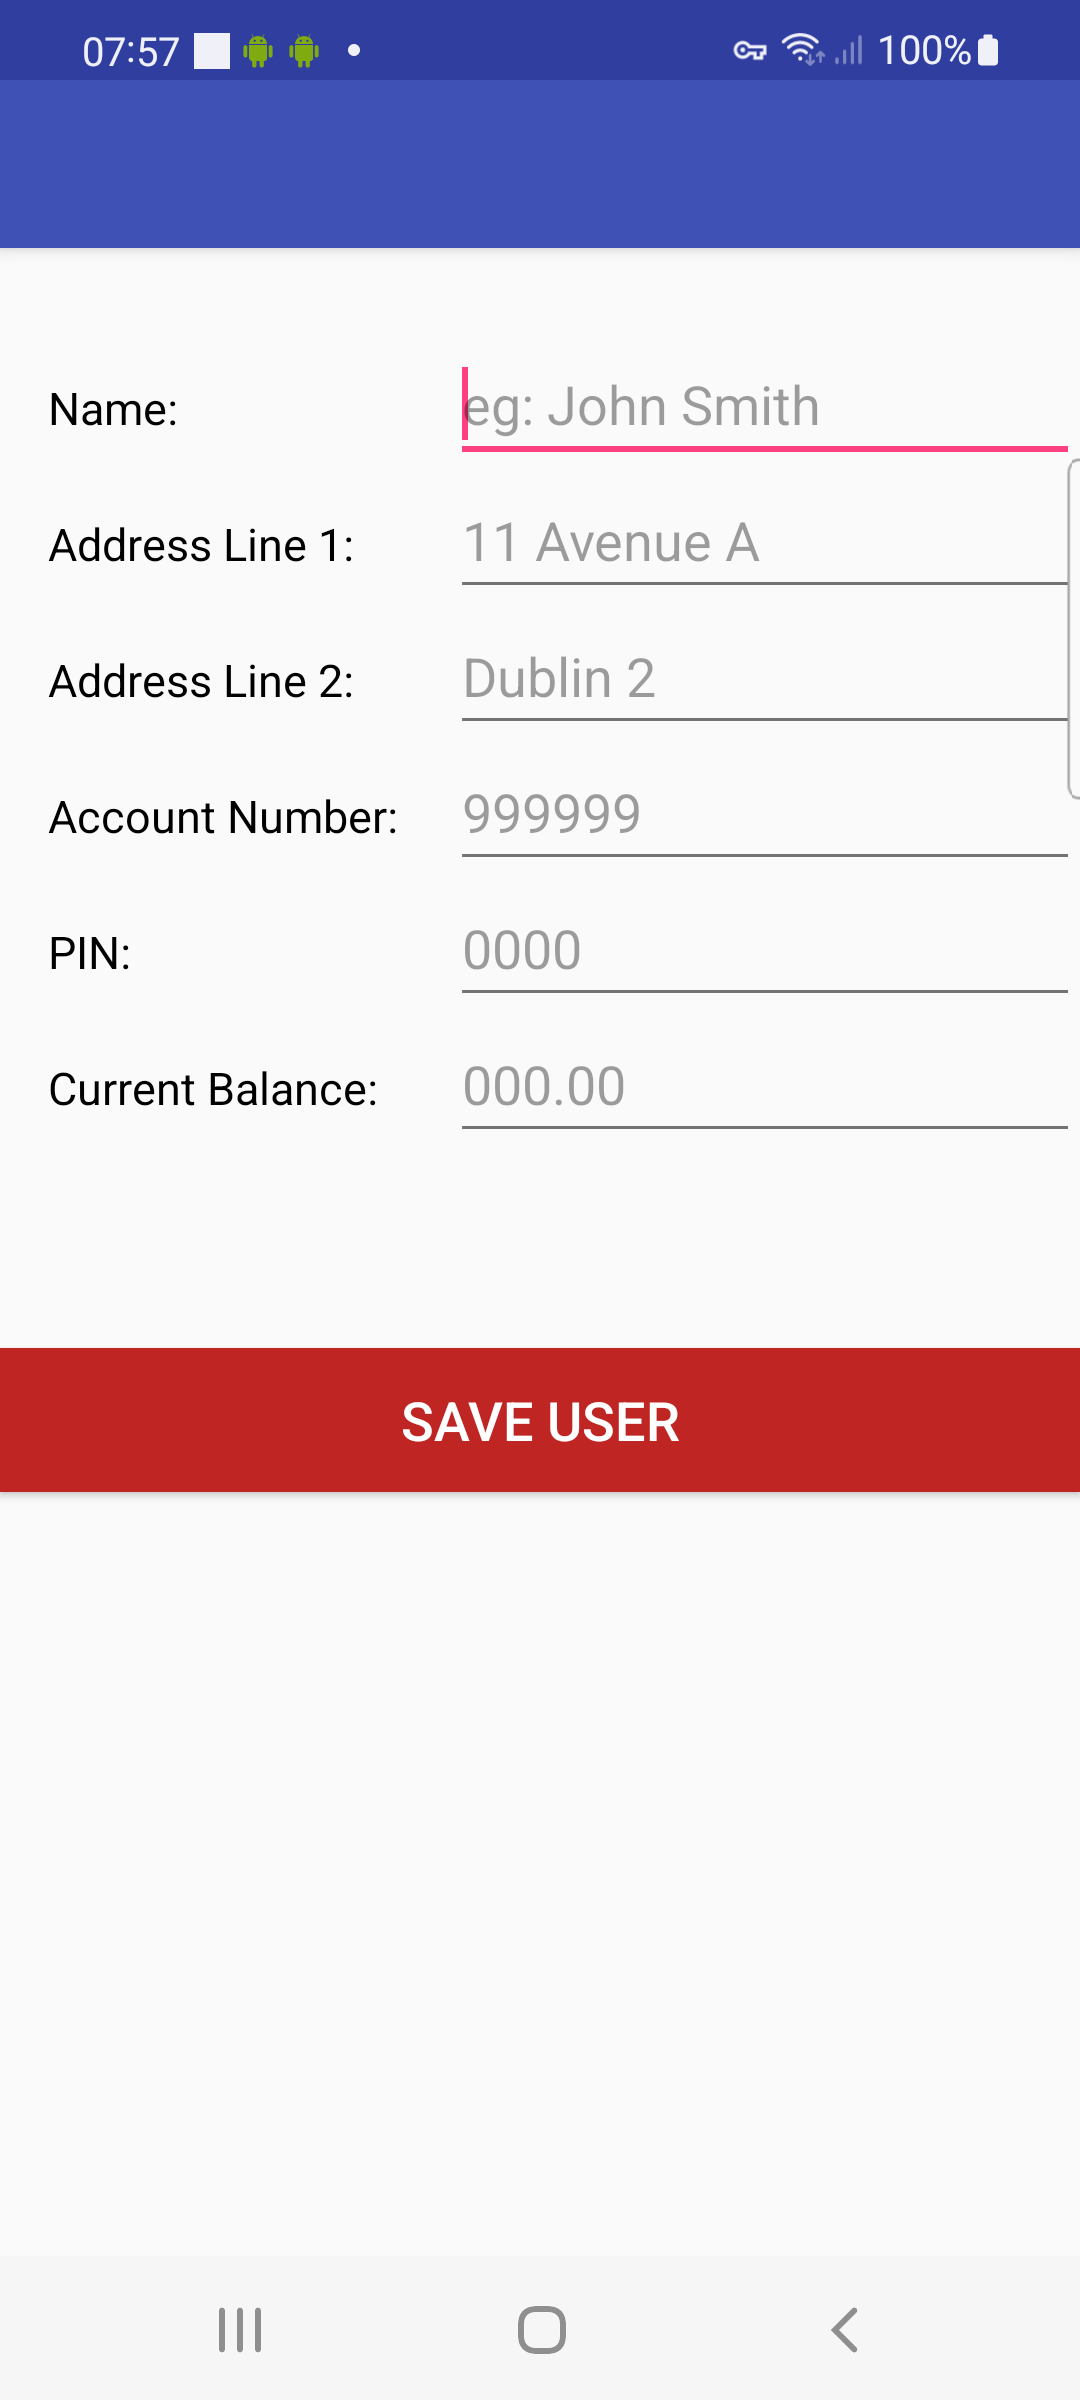 07:57 100%
Name: eg: John Smith
Address Line 1: 11 Avenue A
Address Line 2: Dublin 2
Account Number: 999999
PIN: 0000
Current Balance: 000.00
SAVE USER